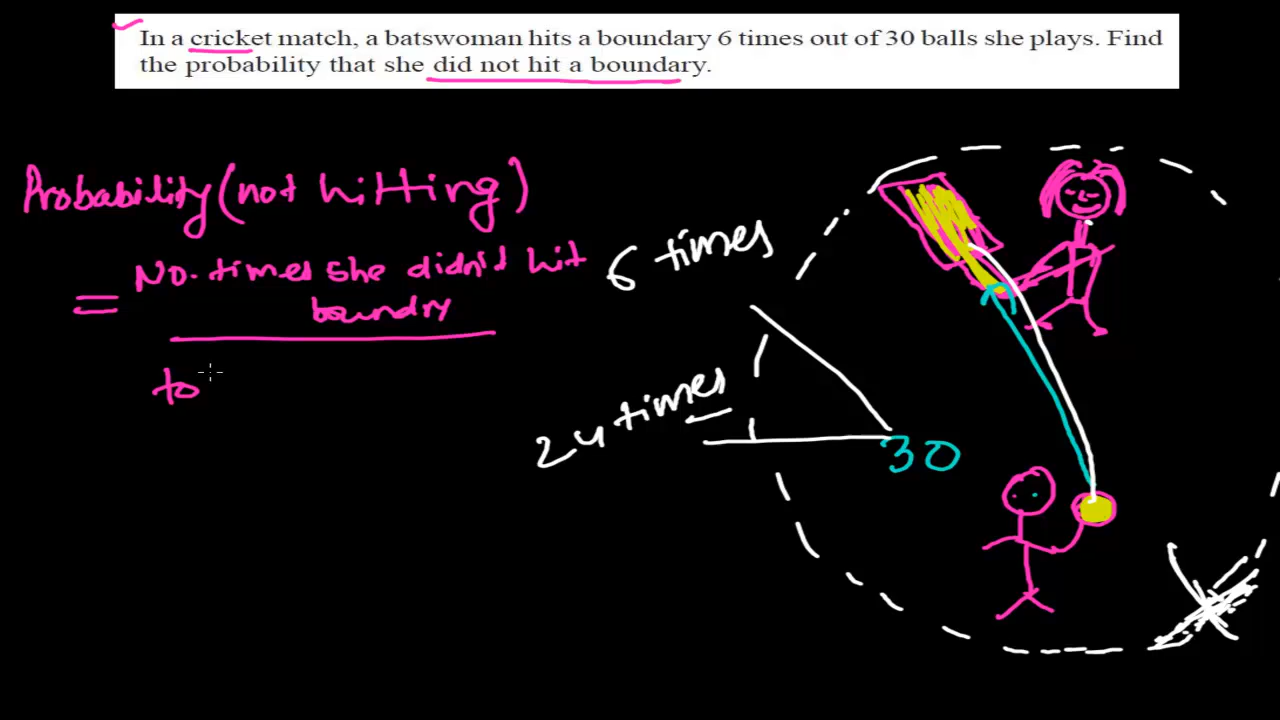 In a cricket match, a batswoman hits a boundary 6 times out of 30 balls she plays. Find
the probability that she did not hit a boundary.
Probability (not hitting)
= No. times she didn't hit
boundry
to
6 times
24 times
30